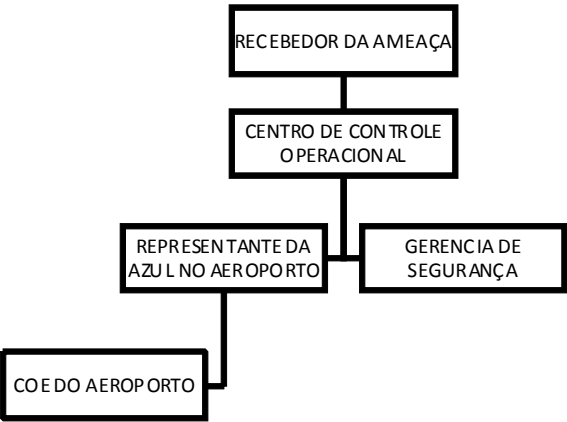 RECEBEDOR DA AMEAÇA
CENTRO DE CONTROLE
OPERACIONAL
REPRESENTANTE DA
AZUL NO AEROPORTO
GERENCIA DE
SEGURANÇA
COE DO AEROPORTO